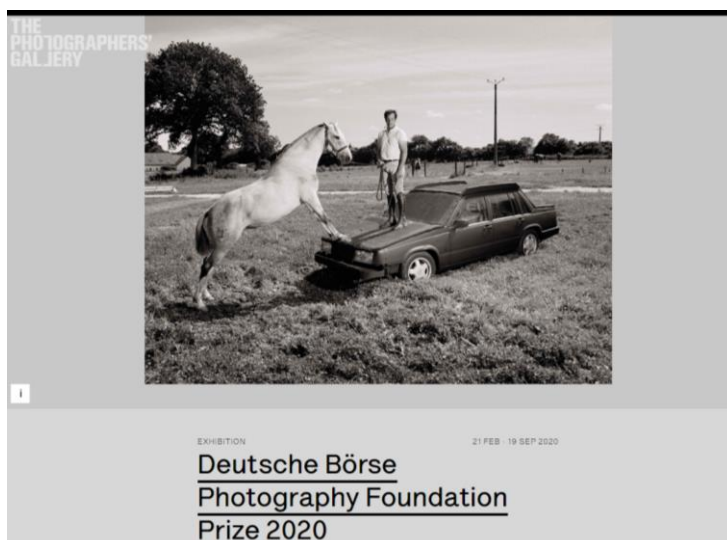 THE
PHOTOGRAPHERS'
GALLERY
i
EXHIBITION
21 FEB - 19 SEP 2020
Deutsche Börse
Photography Foundation
Prize 2020